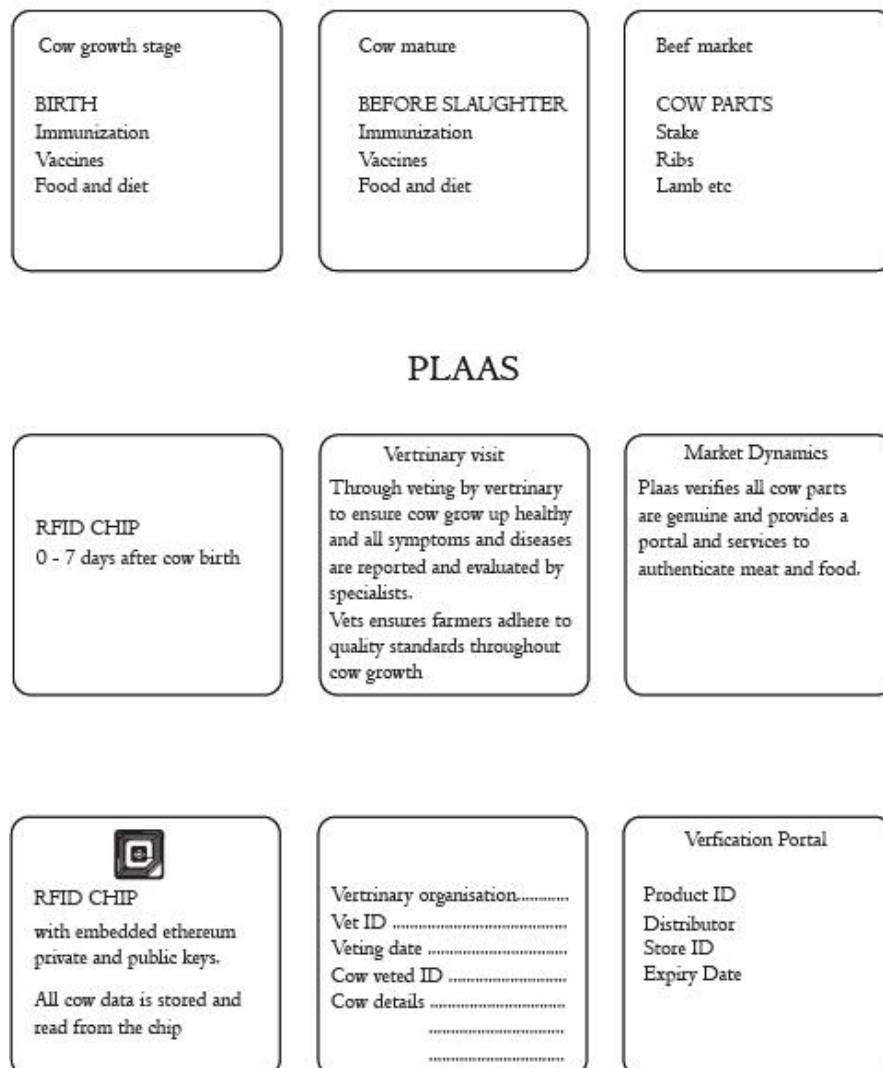 Cow growth stage
BIRTH
Immunization
Vaccines
Food and diet
Cow mature
BEFORE SLAUGHTER
Immunization
Vaccines
Food and diet
Beef market
COW PARTS
Stake
Ribs
Lamb etc
PLAAS
RFID CHIP
0 - 7 days after cow birth
Vertrinary visit
Through veting by vertrinary
to ensure cow grow up healthy
and all symptoms and diseases
are reported and evaluated by
specialists.
Vets ensures farmers adhere to
quality standards throughout
cow growth
Market Dynamics
Plaas verifies all cow parts
are genuine and provides a
portal and services to
authenticate meat and food.
RFID CHIP
with embedded ethereum
private and public keys.
All cow data is stored and
read from the chip
Vertrinary organisation.............
Vet ID ...........................................
Veting date ..................................
Cow veted ID .............................
Cow details .................................
.................................
.................................
Verfication Portal
Product ID
Distributor
Store ID
Expiry Date